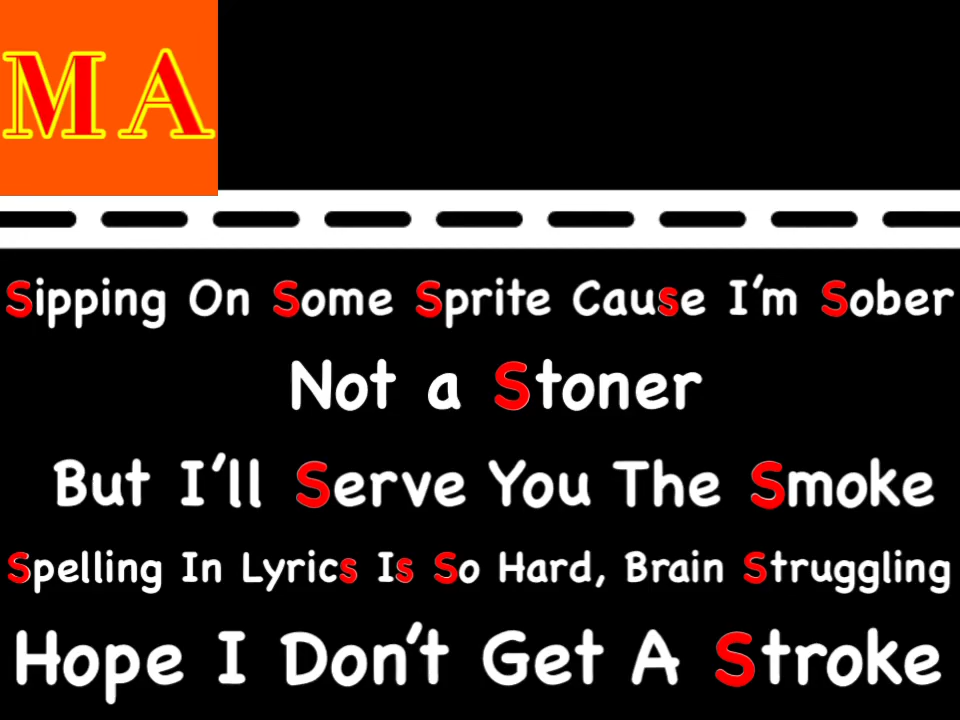 MA
Sipping On Some Sprite Cause I'm Sober
Not a Stoner
But I'll Serve You The Smoke
Spelling In Lyrics Is So Hard, Brain Struggling
Hope I Don't Get A Stroke